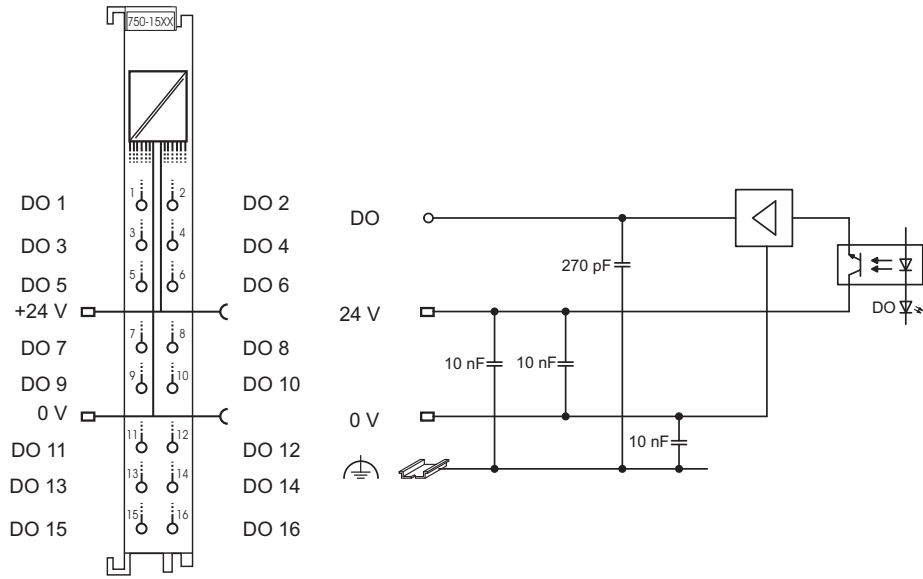 750-15XX
DO 1
1
2
DO 2
DO 3
3
4
DO 4
DO 5
5
6
DO 6
+24 V
DO 7
7
8
DO 8
DO 9
9
10
DO 10
0 V
DO 11
11
12
DO 12
DO 13
13
14
DO 14
DO 15
15
16
DO 16
DO
270 pF
DO
24 V
10 nF
10 nF
0 V
10 nF